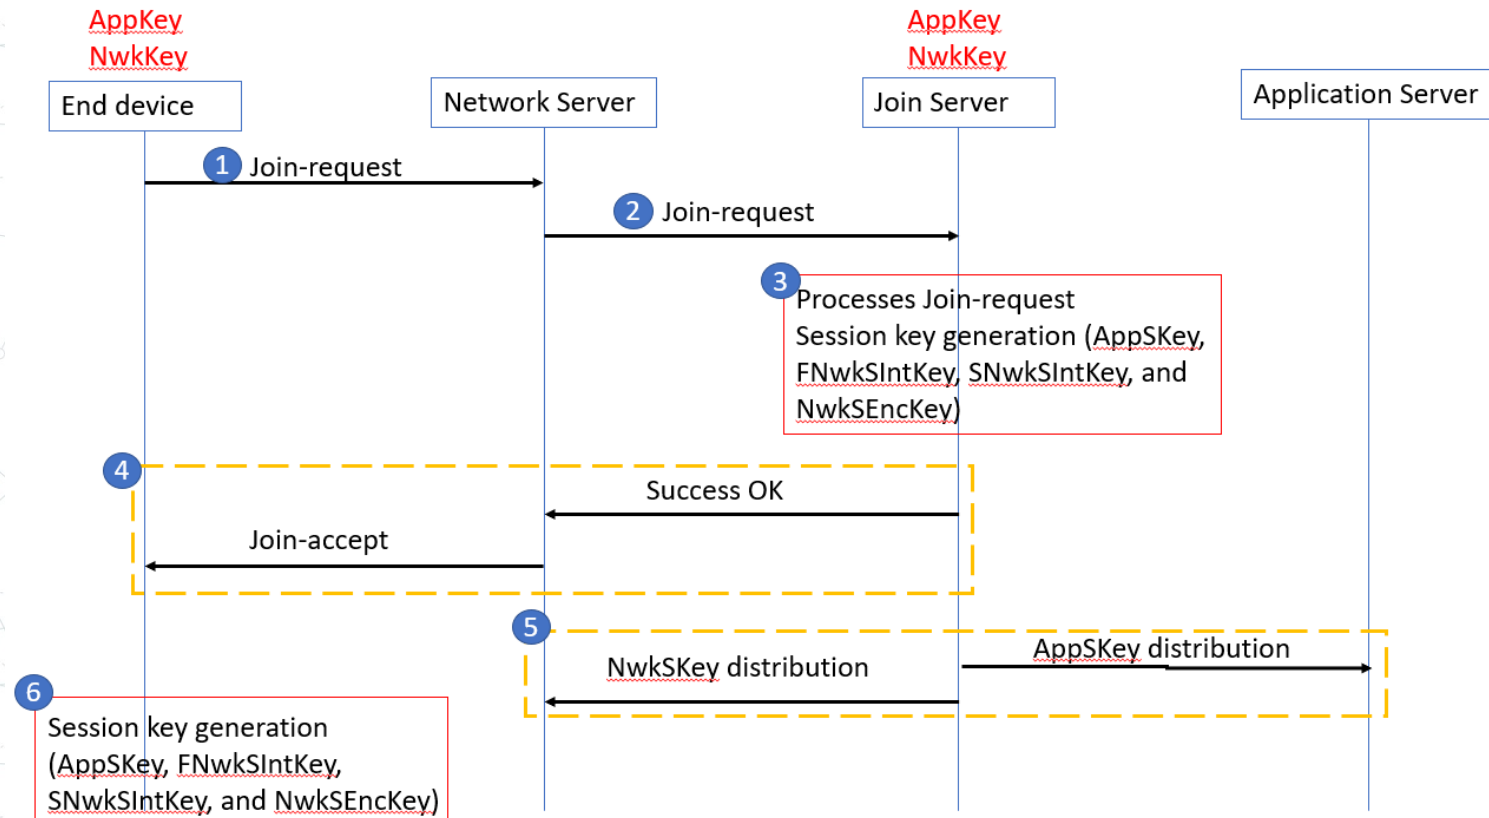 AppKey
NwkKey
AppKey
NwkKey
End device
Network Server
Join Server
Application Server
1 Join-request
2 Join-request
3
Processes Join-request
Session key generation (AppSKey,
FNwkSIntKey, SNwkSIntKey, and
NwkSEncKey)
4
Success OK
Join-accept
5
AppSKey distribution
NwkSKey distribution
6
Session key generation
(AppSKey, FNwkSIntKey,
SNwkSIntKey, and NwkSEncKey)